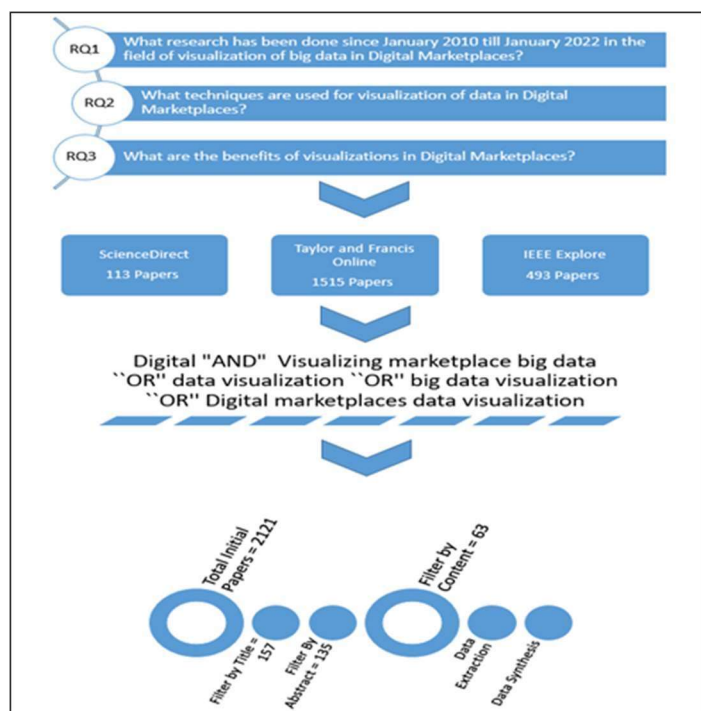 RQ1
What research has been done since January 2010 till January 2022 in the
field of visualization of big data in Digital Marketplaces?
RQ2
What techniques are used for visualization of data in Digital
Marketplaces?
RQ3
What are the benefits of visualizations in Digital Marketplaces?
ScienceDirect
113 Papers
Taylor and Francis
Online
1515 Papers
IEEE Explore
493 Papers
Digital "AND" Visualizing marketplace big data
``OR'' data visualization ``OR'' big data visualization
``OR'' Digital marketplaces data visualization
Total Initial
Papers = 2121
Filter by Title =
157
Filter By
Abstract = 135
Filter by
Content = 63
Data
Extraction
Data Synthesis